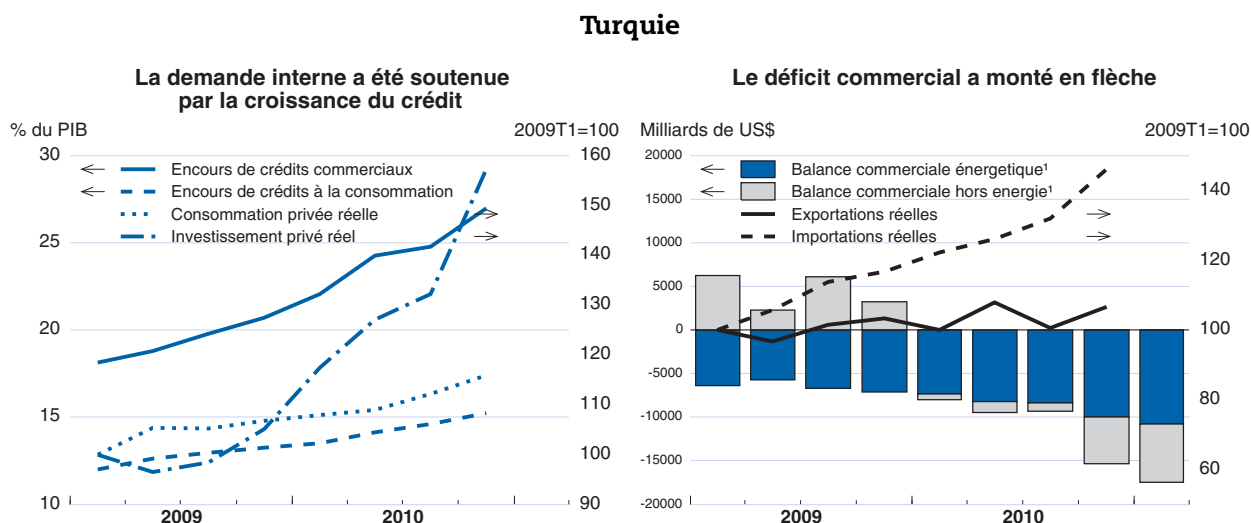 Turquie
La demande interne a été soutenue
par la croissance du crédit
% du PIB
2009T1=100
30
25
20
15
10
160
150
140
130
120
110
100
90
Encours de crédits commerciaux
Encours de crédits à la consommation
Consommation privée réelle
Investissement privé réel
2009
2010
Le déficit commercial a monté en flèche
Milliards de US$
2009T1=100
20000
15000
10000
5000
0
-5000
-10000
-15000
-20000
140
120
100
80
60
Balance commerciale énergetique¹
Balance commerciale hors energie¹
Exportations réelles
Importations réelles
2009
2010